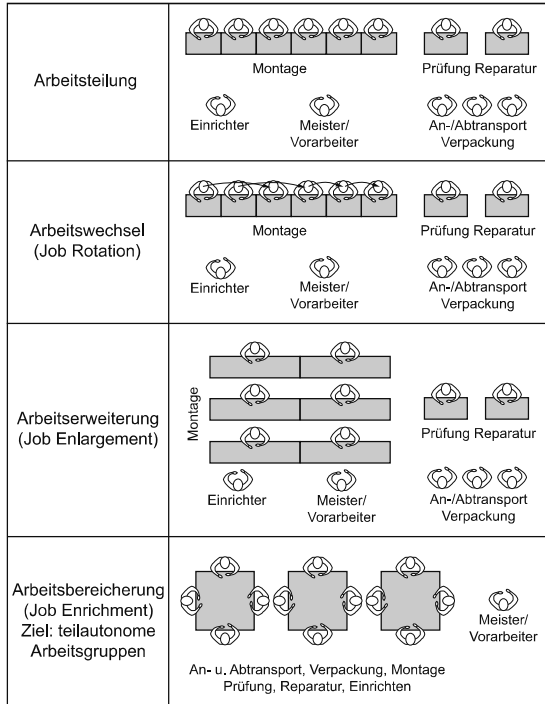 Arbeitsteilung
Montage
Prüfung Reparatur
Einrichter
Meister/
Vorarbeiter
An-/Abtransport
Verpackung
Arbeitswechsel
(Job Rotation)
Montage
Prüfung Reparatur
Einrichter
Meister/
Vorarbeiter
An-/Abtransport
Verpackung
Arbeitserweiterung
(Job Enlargement)
Montage
Prüfung Reparatur
Einrichter
Meister/
Vorarbeiter
An-/Abtransport
Verpackung
Arbeitsbereicherung
(Job Enrichment)
Ziel: teilautonome
Arbeitsgruppen
Meister/
Vorarbeiter
An- u. Abtransport, Verpackung, Montage
Prüfung, Reparatur, Einrichten